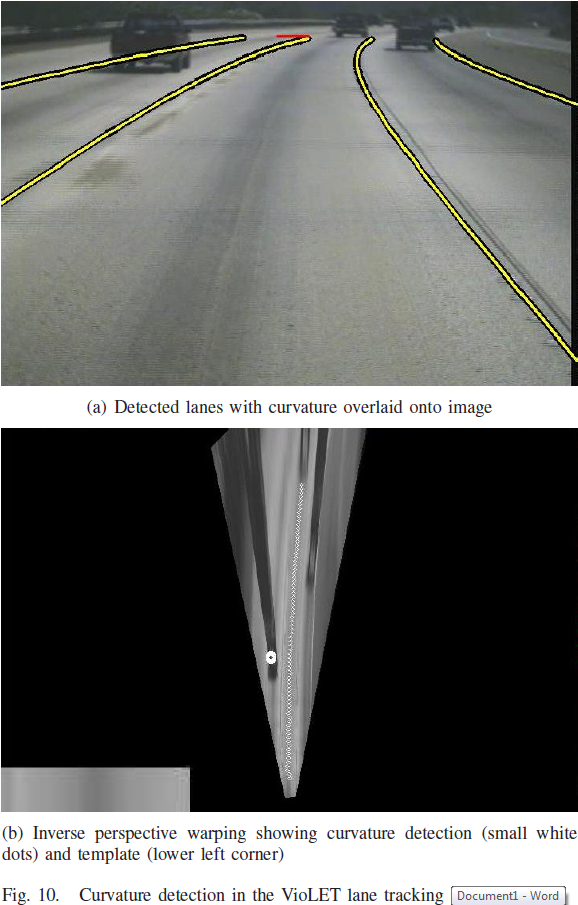 (a) Detected lanes with curvature overlaid onto image
(b) Inverse perspective warping showing curvature detection (small white
dots) and template (lower left corner)
Fig. 10. Curvature detection in the VioLET lane tracking
Document1 - Word